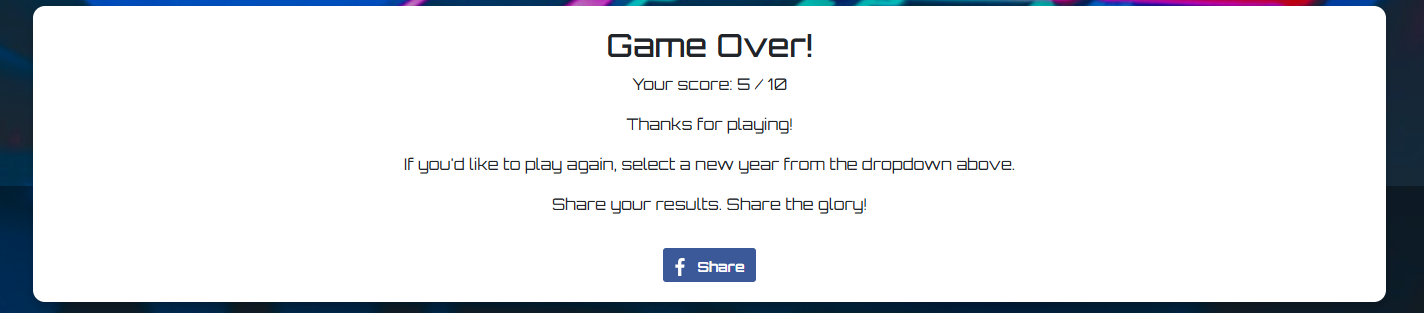 Game Over!
Your score: 5 / 10
Thanks for playing!
If you'd like to play again, select a new year from the dropdown above.
Share your results. Share the glory!
Share